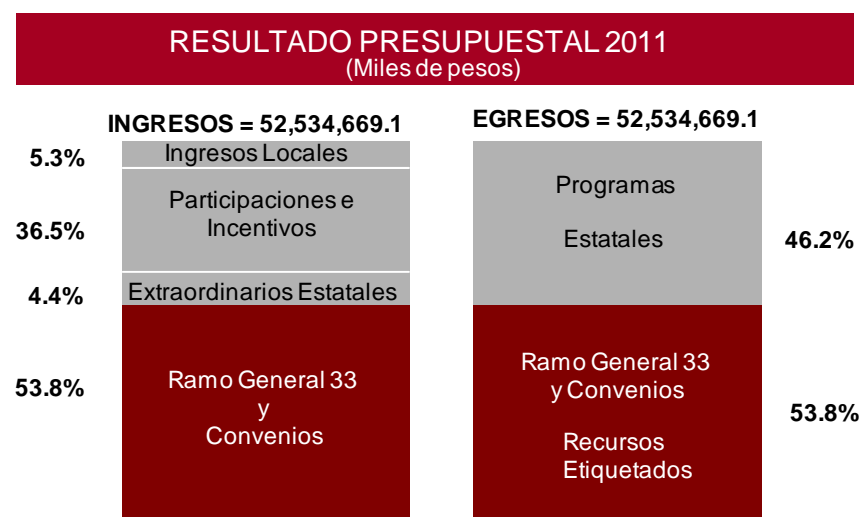 RESULTADO PRESUPUESTAL 2011
(Miles de pesos)
INGRESOS = 52,534,669.1
5.3%
Ingresos Locales
36.5%
Participaciones e
Incentivos
4.4%
Extraordinarios Estatales
53.8%
Ramo General 33
y
Convenios
EGRESOS = 52,534,669.1
Programas
Estatales
46.2%
Ramo General 33
y Convenios
Recursos
Etiquetados
53.8%